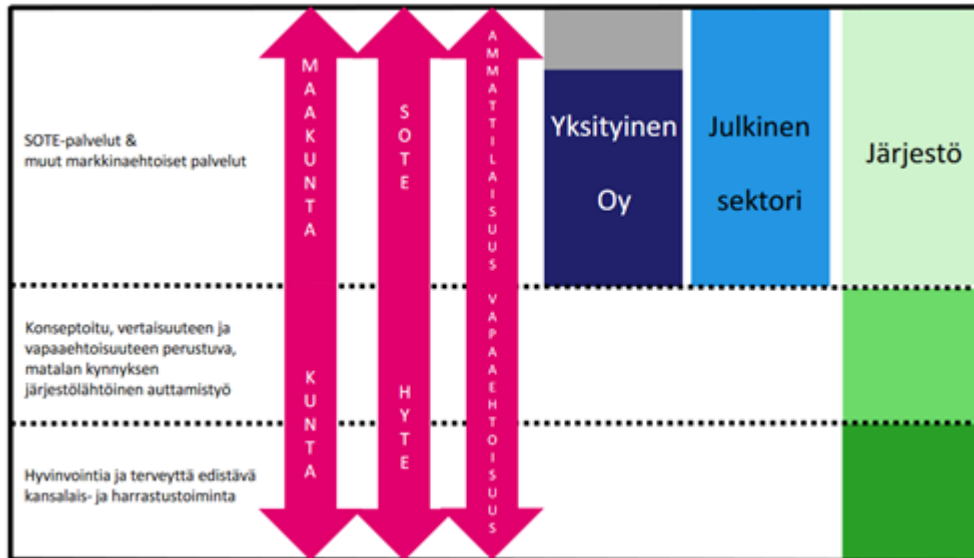 SOTE-palvelut &
muut markkinaehtoiset palvelut
Konseptoitu, vertaisuuteen ja
vapaaehtoisuuteen perustuva,
matalan kynnyksen
järjestölähtöinen auttamistyö
Hyvinvointia ja terveyttä edistävä
kansalais- ja harrastustoiminta
MAAKUNTA
KUNTA
SOTE
HYTE
AMMATTILAISUUS
VAPAAEHTOISUUS
Yksityinen
Oy
Julkinen
sektori
Järjestö